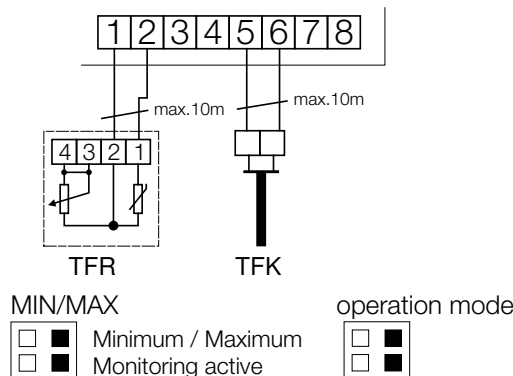 1 2 3 4 5 6 7 8
max.10m
max.10m
4 3 2 1
TFR
TFK
MIN/MAX
operation mode
Minimum / Maximum
Monitoring active